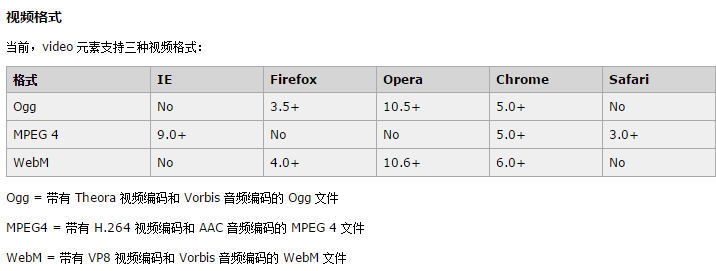 视频格式
当前，video 元素支持三种视频格式：
格式 IE Firefox Opera Chrome Safari
Ogg No 3.5+ 10.5+ 5.0+ No
MPEG 4 9.0+ No No 5.0+ 3.0+
WebM No 4.0+ 10.6+ 6.0+ No
Ogg = 带有 Theora 视频编码和 Vorbis 音频编码的 Ogg 文件
MPEG4 = 带有 H.264 视频编码和 AAC 音频编码的 MPEG 4 文件
WebM = 带有 VP8 视频编码和 Vorbis 音频编码的 WebM 文件